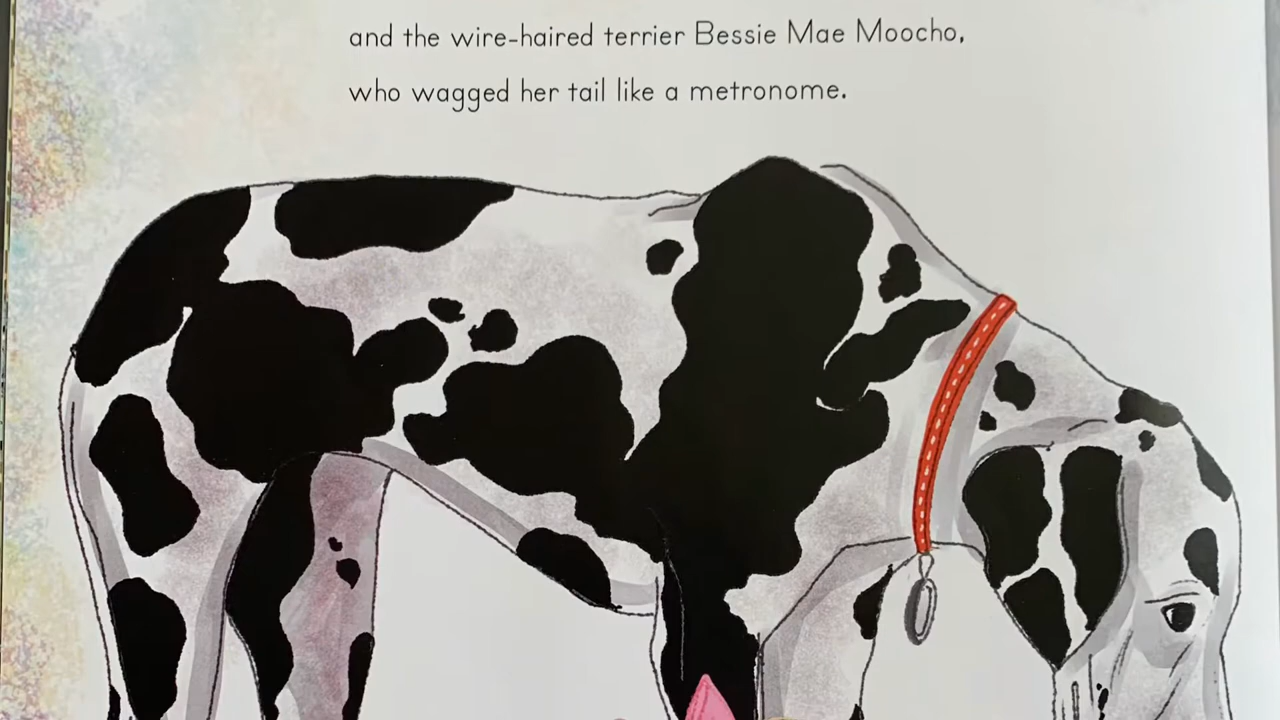 and the wire-haired terrier Bessie Mae Moocho,
who wagged her tail like a metronome.